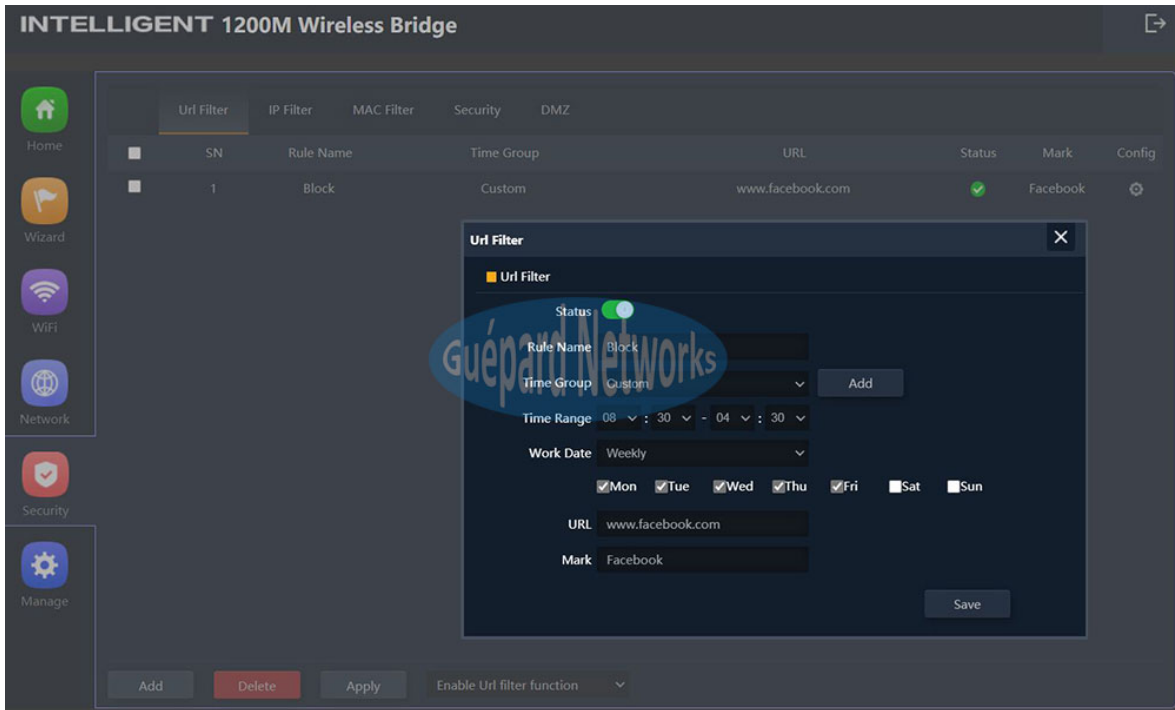 INTELLIGENT 1200M Wireless Bridge
Home
Wizard
WiFi
Network
Security
Manage
Url Filter IP Filter MAC Filter Security DMZ
SN Rule Name Time Group URL Status Mark Config
1 Block Custom www.facebook.com Facebook
Url Filter
Url Filter
Status
Rule Name Block
Time Group Custom Add
Time Range 08 : 30 - 04 : 30
Work Date Weekly
Mon Tue Wed Thu Fri Sat Sun
URL www.facebook.com
Mark Facebook
Save
Guépard Networks
Add Delete Apply Enable Url filter function